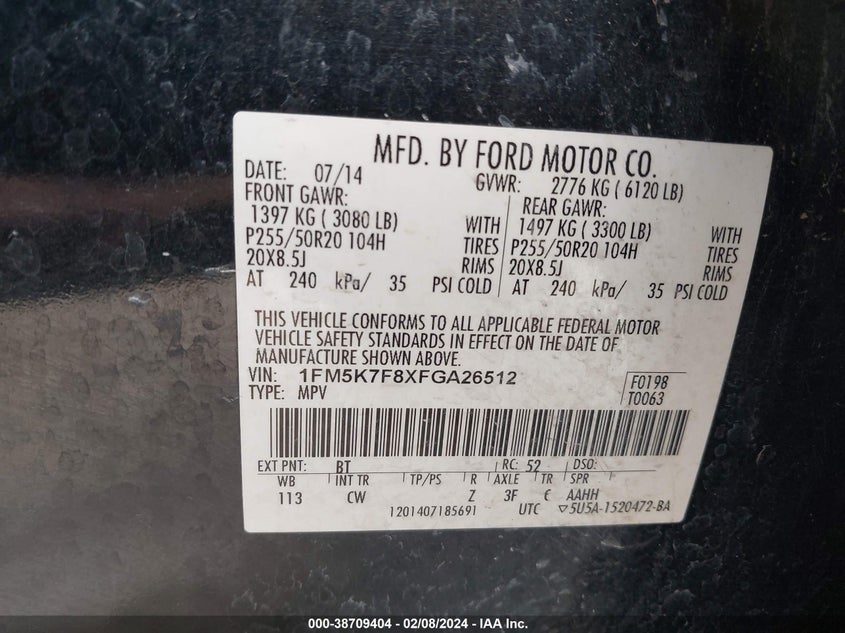 MFD. BY FORD MOTOR CO.
DATE: 07/14 GVWR: 2776 KG ( 6120 LB)
FRONT GAWR: REAR GAWR:
1397 KG ( 3080 LB) WITH 1497 KG ( 3300 LB) WITH
P255/50R20 104H TIRES P255/50R20 104H TIRES
20X8.5J RIMS 20X8.5J RIMS
AT 240 kPa/ 35 PSI COLD AT 240 kPa/ 35 PSI COLD
THIS VEHICLE CONFORMS TO ALL APPLICABLE FEDERAL MOTOR
VEHICLE SAFETY STANDARDS IN EFFECT ON THE DATE OF
MANUFACTURE SHOWN ABOVE.
VIN: 1FM5K7F8XFGA26512 F0198
TYPE: MPV T0063
EXT PNT: BT RC: 52 DSO:
WB INT TR TP/PS R AXLE TR SPR
113 CW Z 3F E AAHH
1201407185691 UTC ▽5U5A-1520472-BA
000-38709404 - 02/08/2024 - IAA Inc.